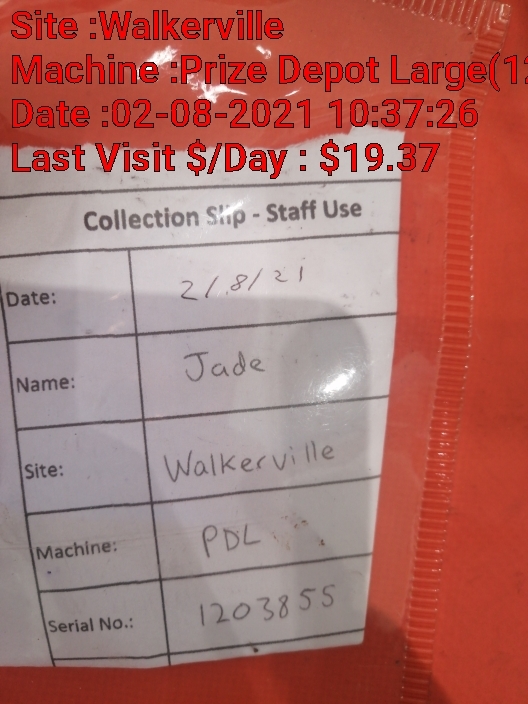 Site :Walkerville
Machine :Prize Depot Large(12
Date :02-08-2021 10:37:26
Last Visit $/Day : $19.37
Collection Slip - Staff Use
Date: 2/8/21
Name: Jade
Site: Walkerville
Machine: PDL
Serial No.: 1203855